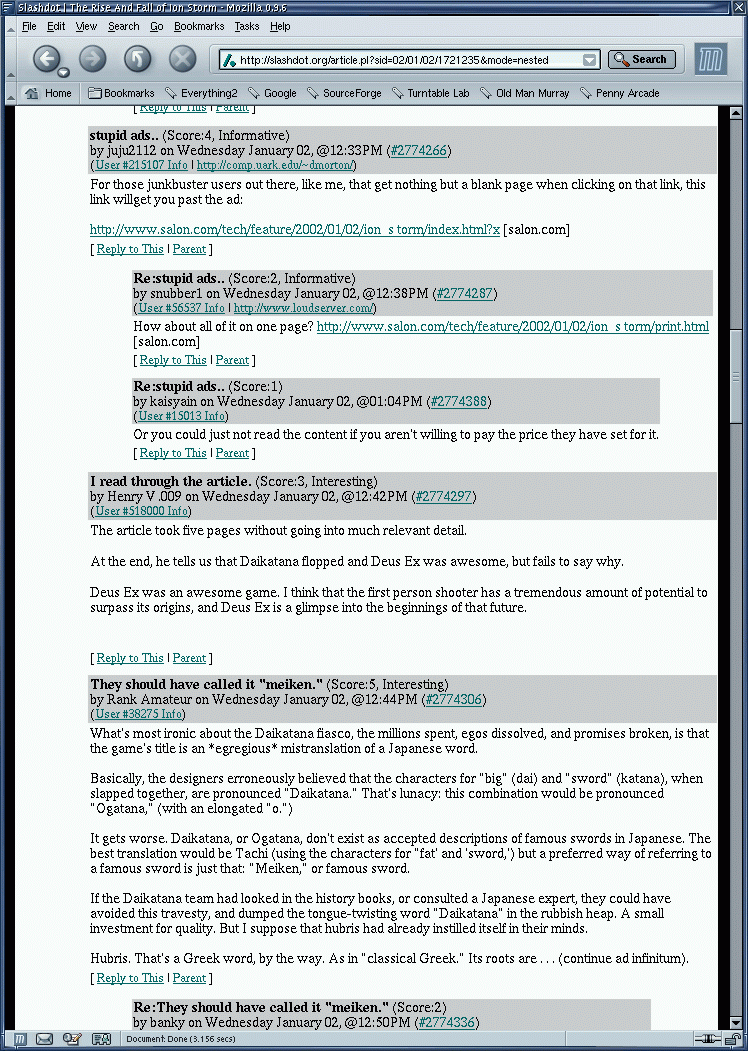 Slashdot | The Rise And Fall of Ion Storm - Mozilla 0.9.6
File Edit View Search Go Bookmarks Tasks Help
http://slashdot.org/article.pl?sid=02/01/02/1721235&mode=nested Search
Home Bookmarks Everything2 Google SourceForge Turntable Lab Old Man Murray Penny Arcade
[ Reply to This | Parent ]
stupid ads.. (Score:4, Informative)
by juju2112 on Wednesday January 02, @12:33PM (#2774266)
(User #215107 Info | http://comp.uark.edu/~dmorton/)
For those junkbuster users out there, like me, that get nothing but a blank page when clicking on that link, this
link willget you past the ad:
http://www.salon.com/tech/feature/2002/01/02/ion_s torm/index.html?x [salon.com]
[ Reply to This | Parent ]
Re:stupid ads.. (Score:2, Informative)
by snubber1 on Wednesday January 02, @12:38PM (#2774287)
(User #56537 Info | http://www.loudserver.com/)
How about all of it on one page? http://www.salon.com/tech/feature/2002/01/02/ion_s torm/print.html
[salon.com]
[ Reply to This | Parent ]
Re:stupid ads.. (Score:1)
by kaisyain on Wednesday January 02, @01:04PM (#2774388)
(User #15013 Info)
Or you could just not read the content if you aren't willing to pay the price they have set for it.
[ Reply to This | Parent ]
I read through the article. (Score:3, Interesting)
by Henry V .009 on Wednesday January 02, @12:42PM (#2774297)
(User #518000 Info)
The article took five pages without going into much relevant detail.
At the end, he tells us that Daikatana flopped and Deus Ex was awesome, but fails to say why.
Deus Ex was an awesome game. I think that the first person shooter has a tremendous amount of potential to
surpass its origins, and Deus Ex is a glimpse into the beginnings of that future.
[ Reply to This | Parent ]
They should have called it "meiken." (Score:5, Interesting)
by Rank Amateur on Wednesday January 02, @12:44PM (#2774306)
(User #38275 Info)
What's most ironic about the Daikatana fiasco, the millions spent, egos dissolved, and promises broken, is that
the game's title is an *egregious* mistranslation of a Japanese word.
Basically, the designers erroneously believed that the characters for "big" (dai) and "sword" (katana), when
slapped together, are pronounced "Daikatana." That's lunacy: this combination would be pronounced
"Ogatana," (with an elongated "o.")
It gets worse. Daikatana, or Ogatana, don't exist as accepted descriptions of famous swords in Japanese. The
best translation would be Tachi (using the characters for "fat' and 'sword,') but a preferred way of referring to
a famous sword is just that: "Meiken," or famous sword.
If the Daikatana team had looked in the history books, or consulted a Japanese expert, they could have
avoided this travesty, and dumped the tongue-twisting word "Daikatana" in the rubbish heap. A small
investment for quality. But I suppose that hubris had already instilled itself in their minds.
Hubris. That's a Greek word, by the way. As in "classical Greek." Its roots are . . . (continue ad infinitum).
[ Reply to This | Parent ]
Re:They should have called it "meiken." (Score:2)
by banky on Wednesday January 02, @12:50PM (#2774336)
Document: Done (3.156 secs)